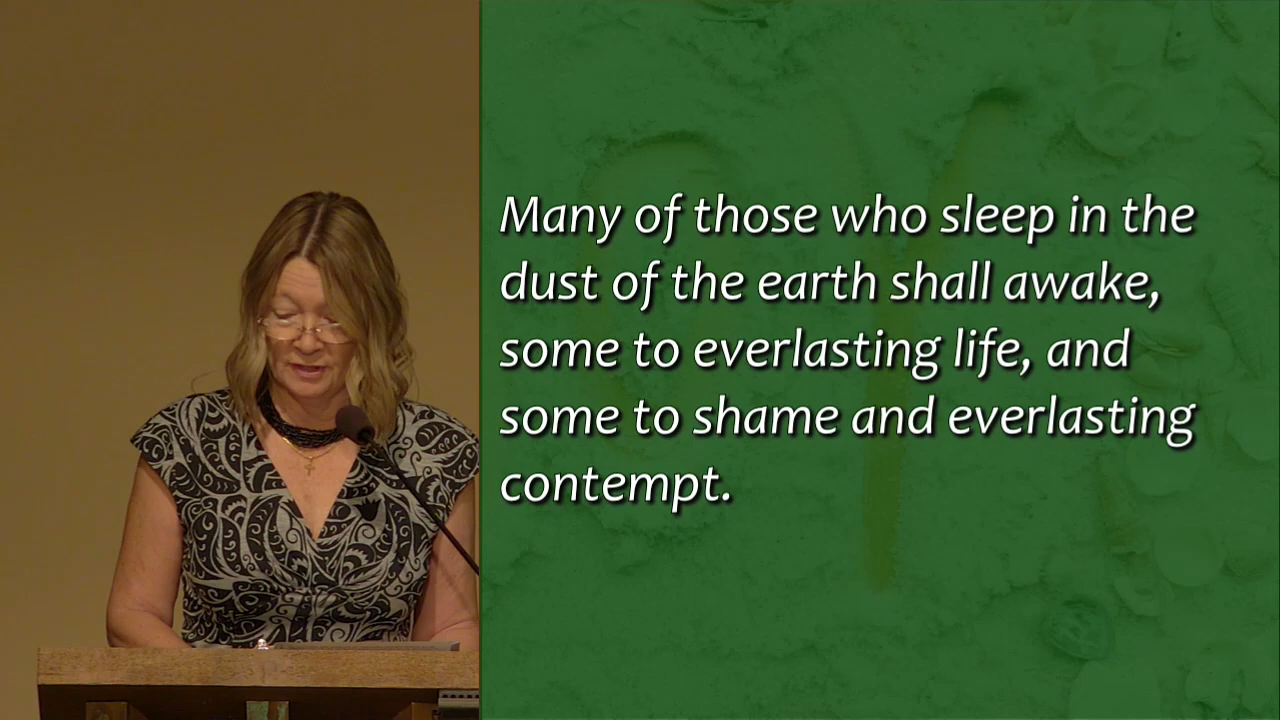 Many of those who sleep in the
dust of the earth shall awake,
some to everlasting life, and
some to shame and everlasting
contempt.